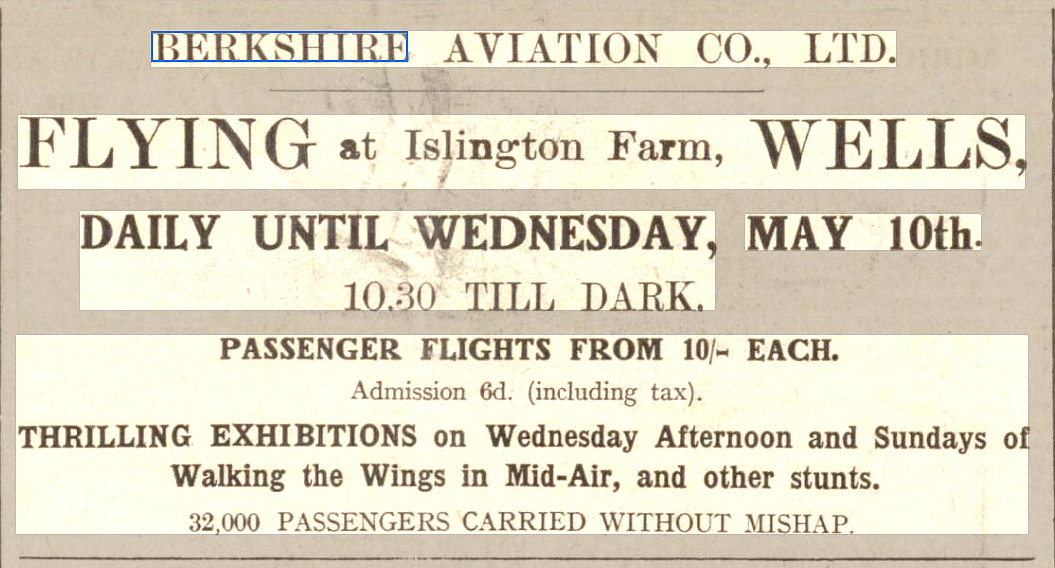 BERKSHIRE AVIATION CO., LTD.
FLYING at Islington Farm, WELLS,
DAILY UNTIL WEDNESDAY, MAY 10th.
10.30 TILL DARK.
PASSENGER FLIGHTS FROM 10/- EACH.
Admission 6d. (including tax).
THRILLING EXHIBITIONS on Wednesday Afternoon and Sundays of
Walking the Wings in Mid-Air, and other stunts.
32,000 PASSENGERS CARRIED WITHOUT MISHAP.